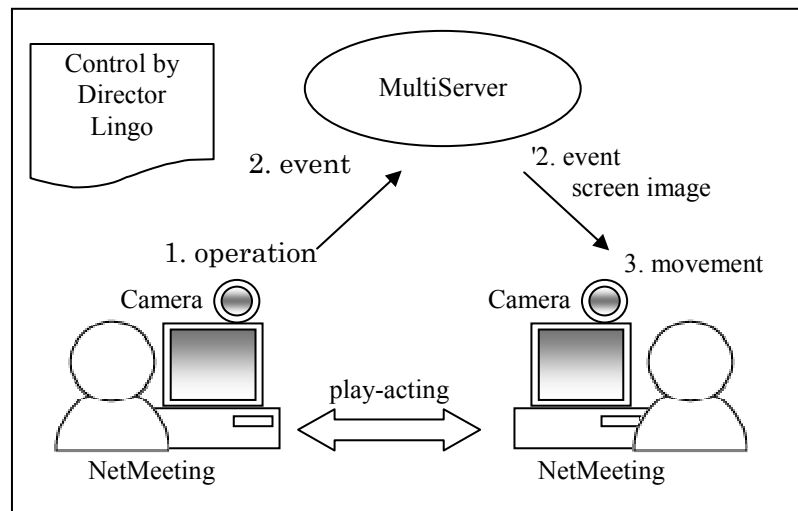 Control by
Director
Lingo
MultiServer
2. event
'2. event
screen image
1. operation
3. movement
Camera
Camera
play-acting
NetMeeting
NetMeeting